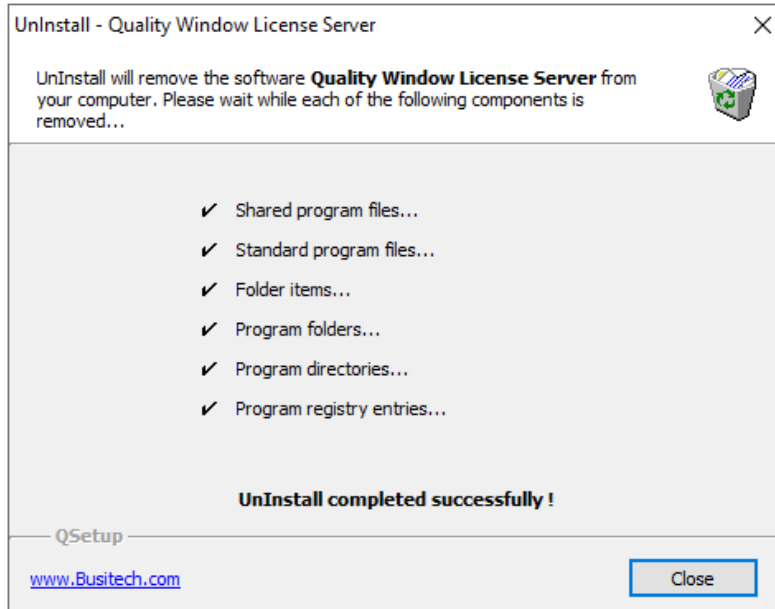 UnInstall - Quality Window License Server
UnInstall will remove the software Quality Window License Server from
your computer. Please wait while each of the following components is
removed...
✔ Shared program files...
✔ Standard program files...
✔ Folder items...
✔ Program folders...
✔ Program directories...
✔ Program registry entries...
UnInstall completed successfully !
QSetup
www.Busitech.com
Close